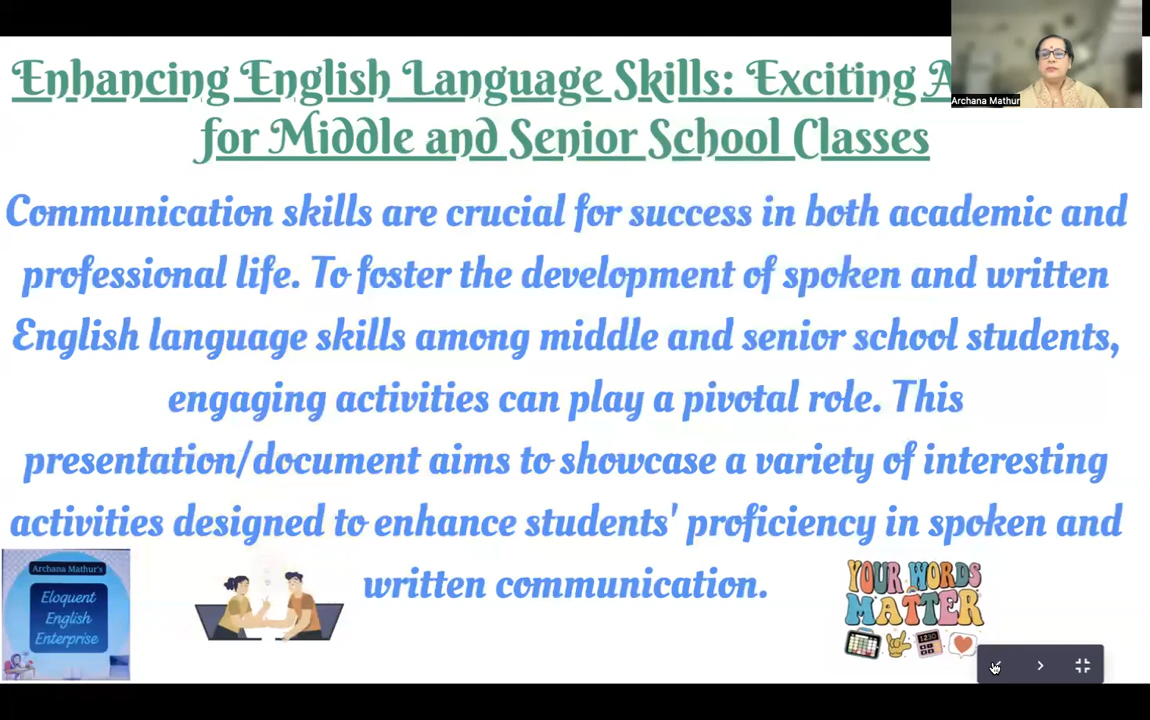 Enhancing English Language Skills: Exciting
for Middle and Senior School Classes
Archana Mathur
Communication skills are crucial for success in both academic and
professional life. To foster the development of spoken and written
English language skills among middle and senior school students,
engaging activities can play a pivotal role. This
presentation/document aims to showcase a variety of interesting
activities designed to enhance students' proficiency in spoken and
written communication.
Archana Mathur's
Eloquent
English
Enterprise
YOUR WORDS
MATTER